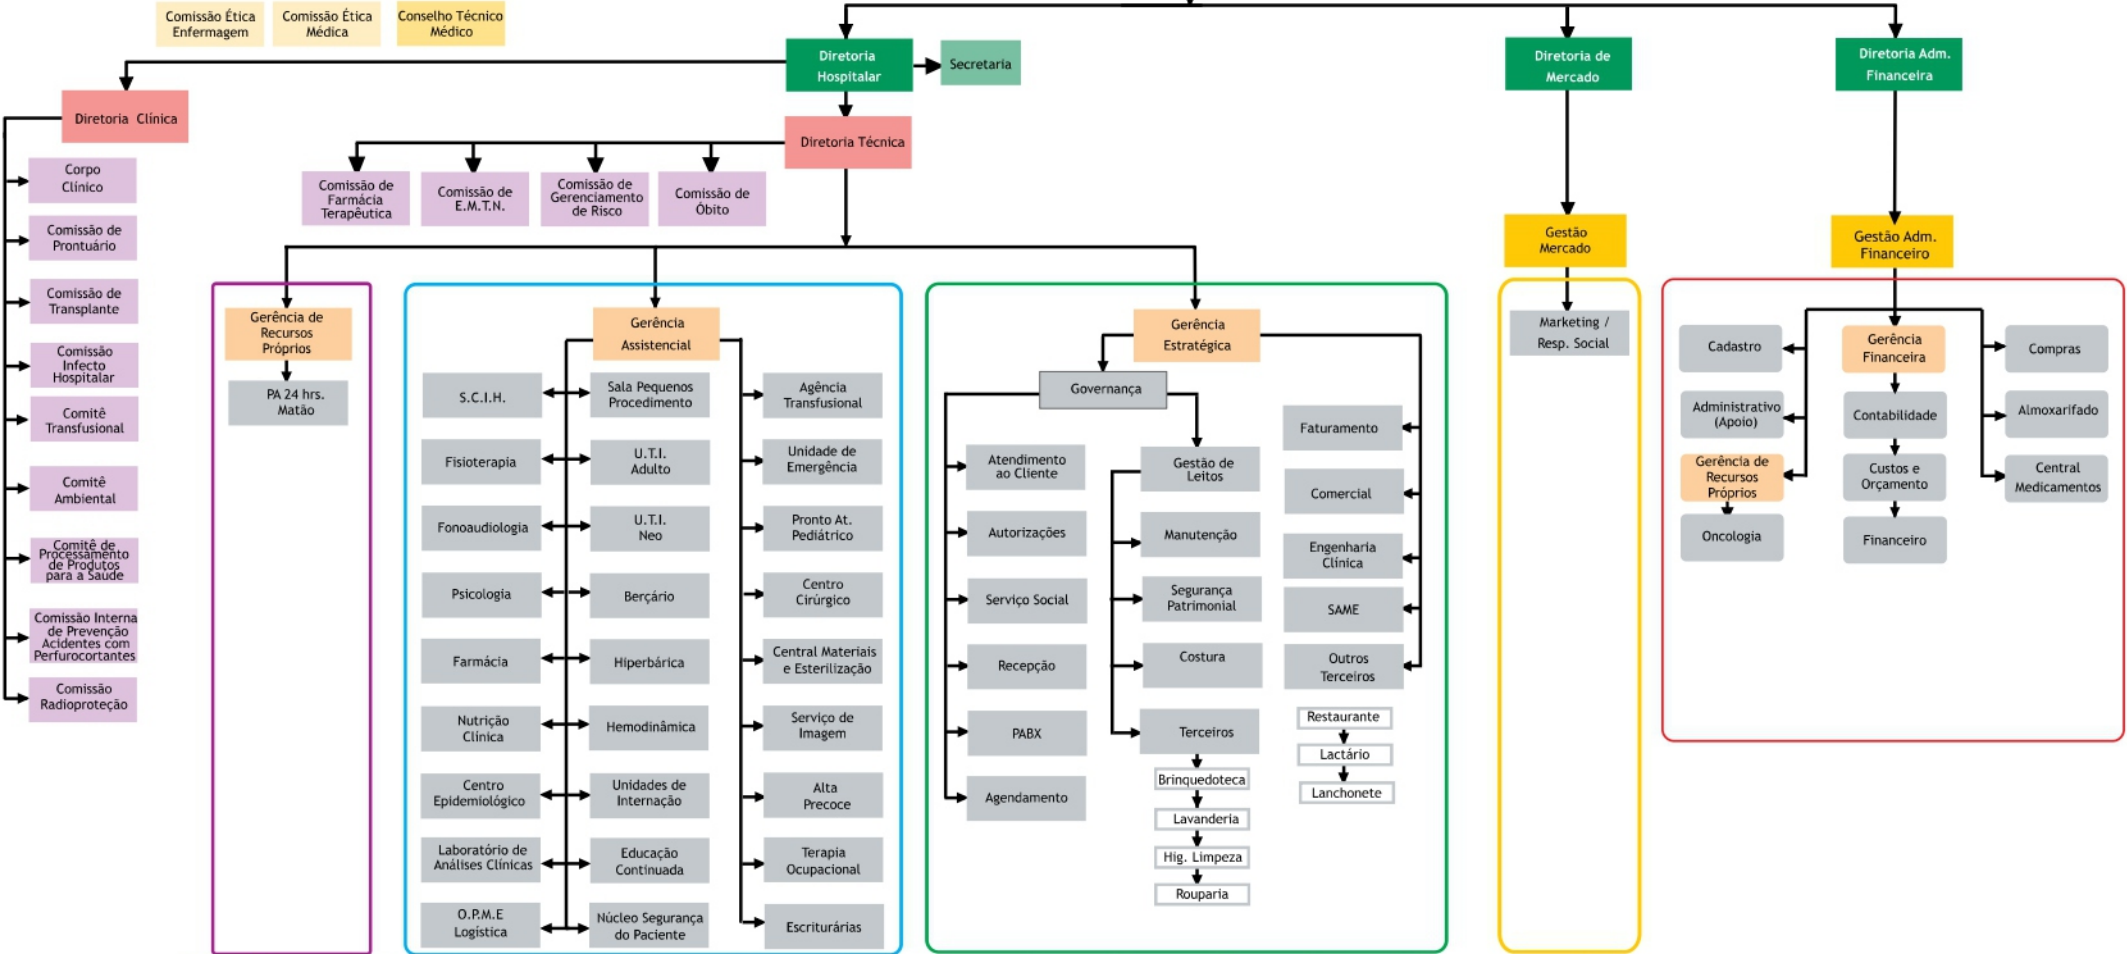 Comissão Ética
Enfermagem
Comissão Ética
Médica
Conselho Técnico
Médico
Diretoria
Hospitalar
Secretaria
Diretoria de
Mercado
Diretoria Adm.
Financeira
Diretoria Clínica
Corpo
Clínico
Comissão de
Prontuário
Comissão de
Transplante
Comissão
Infecto
Hospitalar
Comitê
Transfusional
Comitê
Ambiental
Comitê de
Processamento
de Produtos
para a Saúde
Comissão Interna
de Prevenção
Acidentes com
Perfurocortantes
Comissão
Radioproteção
Diretoria Técnica
Comissão de
Farmácia
Terapêutica
Comissão de
E.M.T.N.
Comissão de
Gerenciamento
de Risco
Comissão de
Óbito
Gerência de
Recursos
Próprios
PA 24 hrs.
Matão
Gerência
Assistencial
S.C.I.H.
Fisioterapia
Fonoaudiologia
Psicologia
Farmácia
Nutrição
Clínica
Centro
Epidemiológico
Laboratório de
Análises Clínicas
O.P.M.E
Logística
Sala Pequenos
Procedimento
U.T.I.
Adulto
U.T.I.
Neo
Berçário
Hiperbárica
Hemodinâmica
Unidades de
Internação
Educação
Continuada
Núcleo Segurança
do Paciente
Agência
Transfusional
Unidade de
Emergência
Pronto At.
Pediátrico
Centro
Cirúrgico
Central Materiais
e Esterilização
Serviço de
Imagem
Alta
Precoce
Terapia
Ocupacional
Escriturárias
Gerência
Estratégica
Governança
Atendimento
ao Cliente
Autorizações
Serviço Social
Recepção
PABX
Agendamento
Gestão de
Leitos
Manutenção
Segurança
Patrimonial
Costura
Terceiros
Brinquedoteca
Lavanderia
Hig. Limpeza
Rouparia
Faturamento
Comercial
Engenharia
Clínica
SAME
Outros
Terceiros
Restaurante
Lactário
Lanchonete
Gestão
Mercado
Marketing /
Resp. Social
Gestão Adm.
Financeiro
Cadastro
Administrativo
(Apoio)
Gerência de
Recursos
Próprios
Oncologia
Gerência
Financeira
Contabilidade
Custos e
Orçamento
Financeiro
Compras
Almoxarifado
Central
Medicamentos